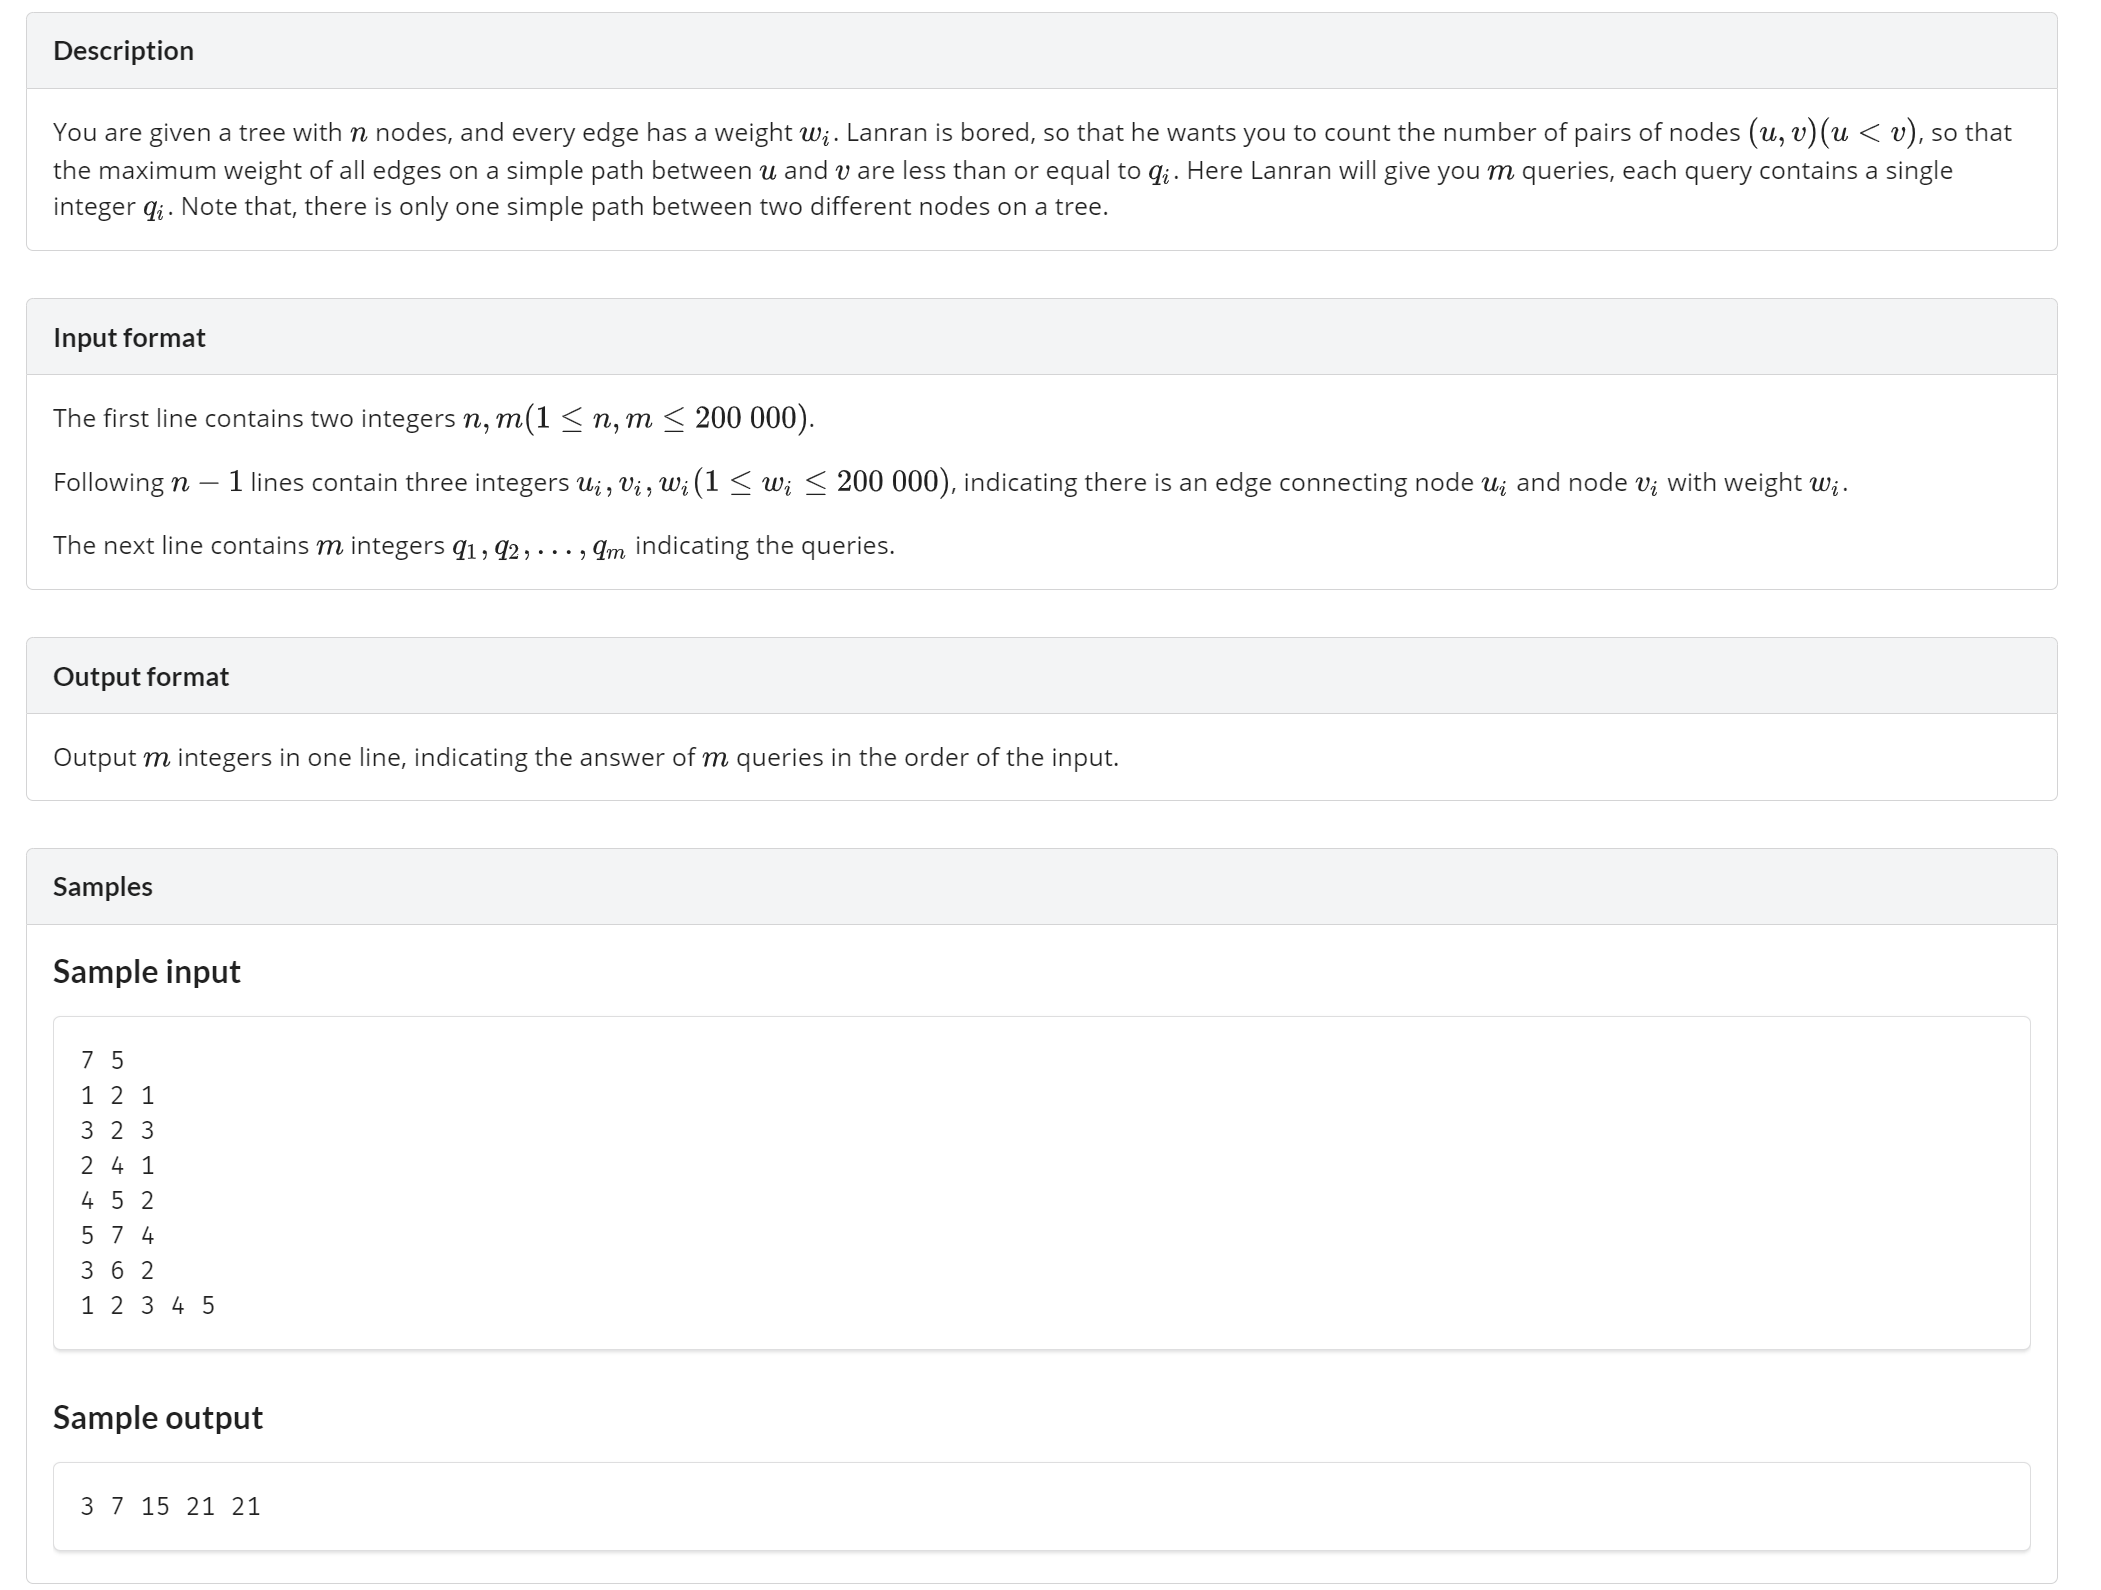 Description
You are given a tree with n nodes, and every edge has a weight w_i. Lanran is bored, so that he wants you to count the number of pairs of nodes (u, v)(u < v), so that
the maximum weight of all edges on a simple path between u and v are less than or equal to q_i. Here Lanran will give you m queries, each query contains a single
integer q_i. Note that, there is only one simple path between two different nodes on a tree.
Input format
The first line contains two integers n, m(1 ≤ n, m ≤ 200 000).
Following n − 1 lines contain three integers u_i, v_i, w_i(1 ≤ w_i ≤ 200 000), indicating there is an edge connecting node u_i and node v_i with weight w_i.
The next line contains m integers q_1, q_2, . . . , q_m indicating the queries.
Output format
Output m integers in one line, indicating the answer of m queries in the order of the input.
Samples
Sample input
7 5
1 2 1
3 2 3
2 4 1
4 5 2
5 7 4
3 6 2
1 2 3 4 5
Sample output
3 7 15 21 21